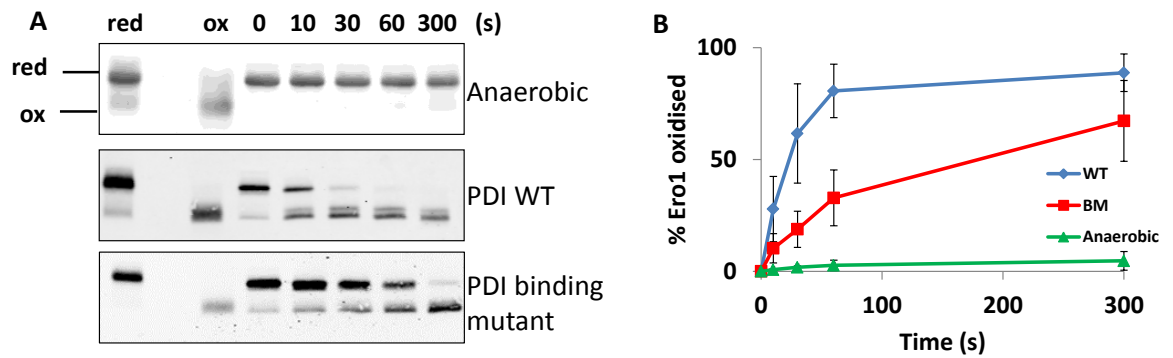 A
red ox 0 10 30 60 300 (s)
red
ox
Anaerobic
PDI WT
PDI binding
mutant
B
% Ero1 oxidised
100
50
0
0 100 200 300
Time (s)
WT
BM
Anaerobic